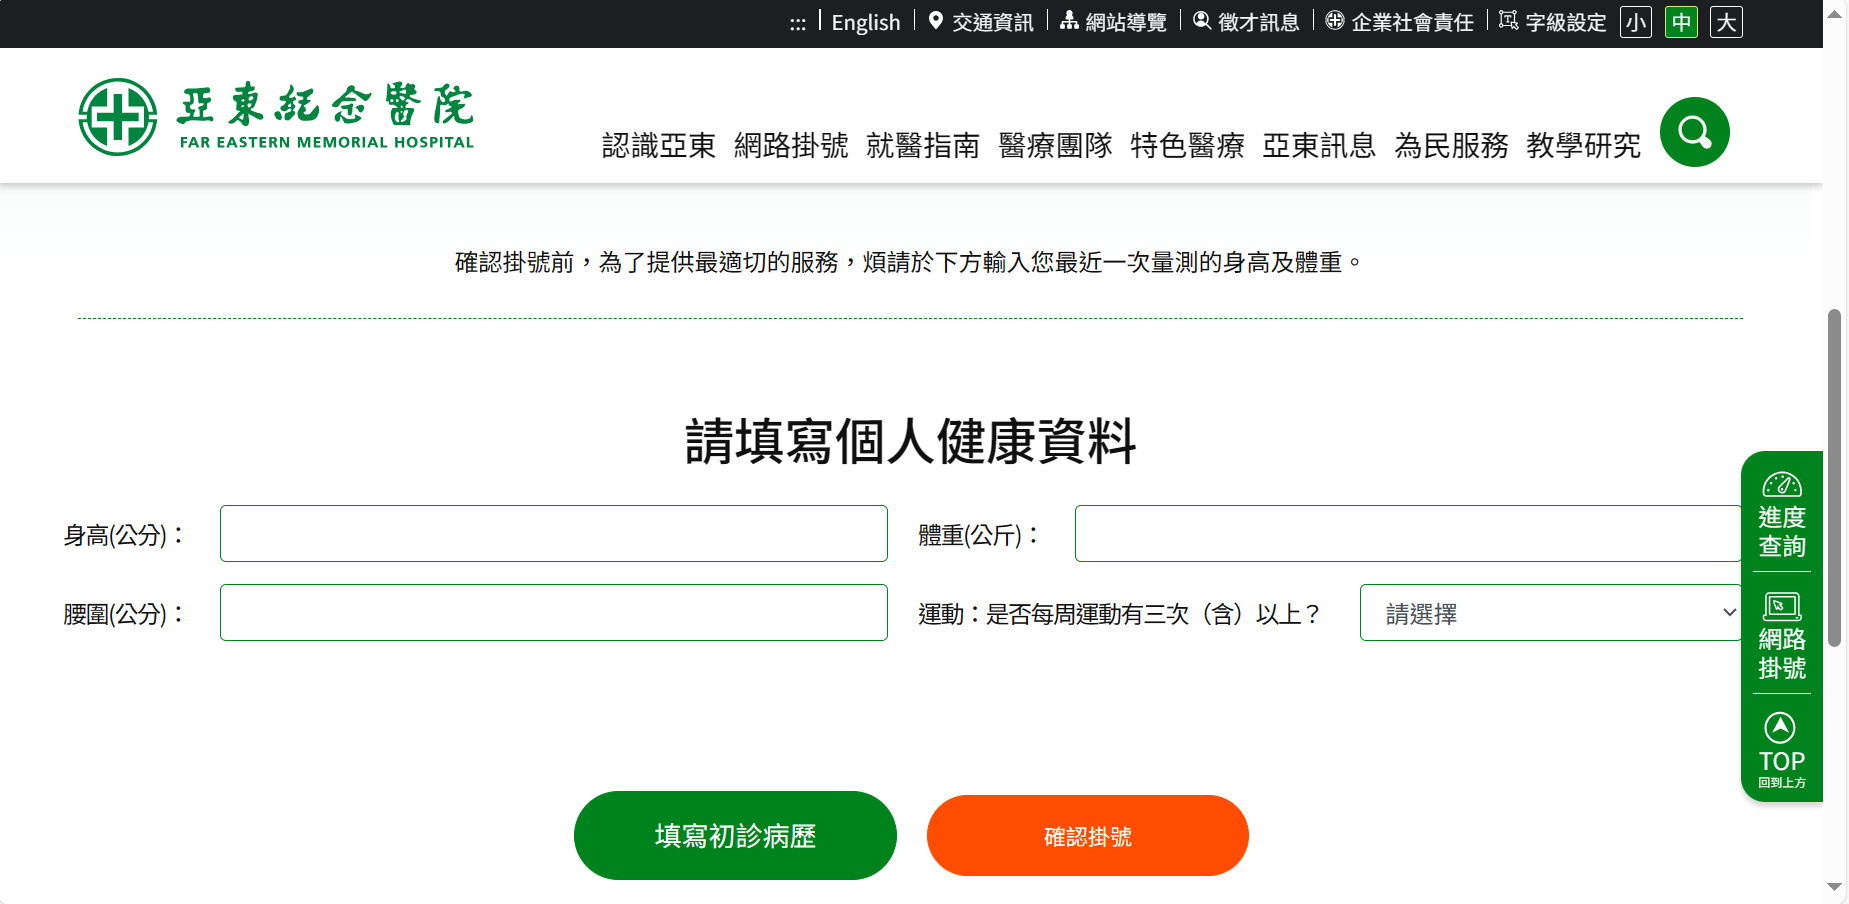 ::: English 交通資訊 網站導覽 徵才訊息 企業社會責任 字級設定 小 中 大
亞東紀念醫院
FAR EASTERN MEMORIAL HOSPITAL
認識亞東 網路掛號 就醫指南 醫療團隊 特色醫療 亞東訊息 為民服務 教學研究
確認掛號前，為了提供最適切的服務，煩請於下方輸入您最近一次量測的身高及體重。
請填寫個人健康資料
身高(公分)： 體重(公斤)：
腰圍(公分)： 運動：是否每周運動有三次（含）以上？ 請選擇
進度
查詢
網路
掛號
TOP
回到上方
填寫初診病歷 確認掛號